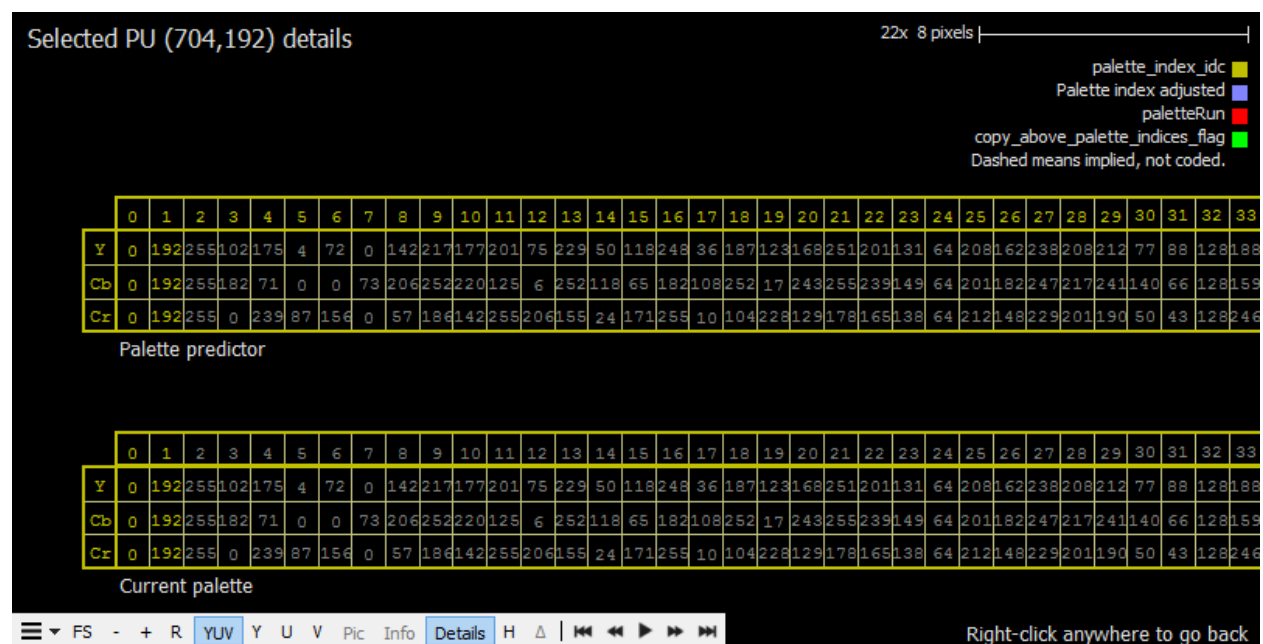 Selected PU (704,192) details
22x 8 pixels
palette_index_idc
Palette index adjusted
paletteRun
copy_above_palette_indices_flag
Dashed means implied, not coded.
0 1 2 3 4 5 6 7 8 9 10 11 12 13 14 15 16 17 18 19 20 21 22 23 24 25 26 27 28 29 30 31 32 33
Y 0 192 255 102 175 4 72 0 142 217 177 201 75 229 50 118 248 36 187 123 168 251 201 131 64 208 162 238 208 212 77 88 128 188
Cb 0 192 255 182 71 0 0 73 206 252 220 125 6 252 118 65 182 108 252 17 243 255 239 149 64 201 182 247 217 241 140 66 128 159
Cr 0 192 255 0 239 87 156 0 57 186 142 255 206 155 24 171 255 10 104 228 129 178 165 138 64 212 148 229 201 190 50 43 128 246
Palette predictor
0 1 2 3 4 5 6 7 8 9 10 11 12 13 14 15 16 17 18 19 20 21 22 23 24 25 26 27 28 29 30 31 32 33
Y 0 192 255 102 175 4 72 0 142 217 177 201 75 229 50 118 248 36 187 123 168 251 201 131 64 208 162 238 208 212 77 88 128 188
Cb 0 192 255 182 71 0 0 73 206 252 220 125 6 252 118 65 182 108 252 17 243 255 239 149 64 201 182 247 217 241 140 66 128 159
Cr 0 192 255 0 239 87 156 0 57 186 142 255 206 155 24 171 255 10 104 228 129 178 165 138 64 212 148 229 201 190 50 43 128 246
Current palette
FS - + R YUV Y U V Pic Info Details H Δ
Right-click anywhere to go back